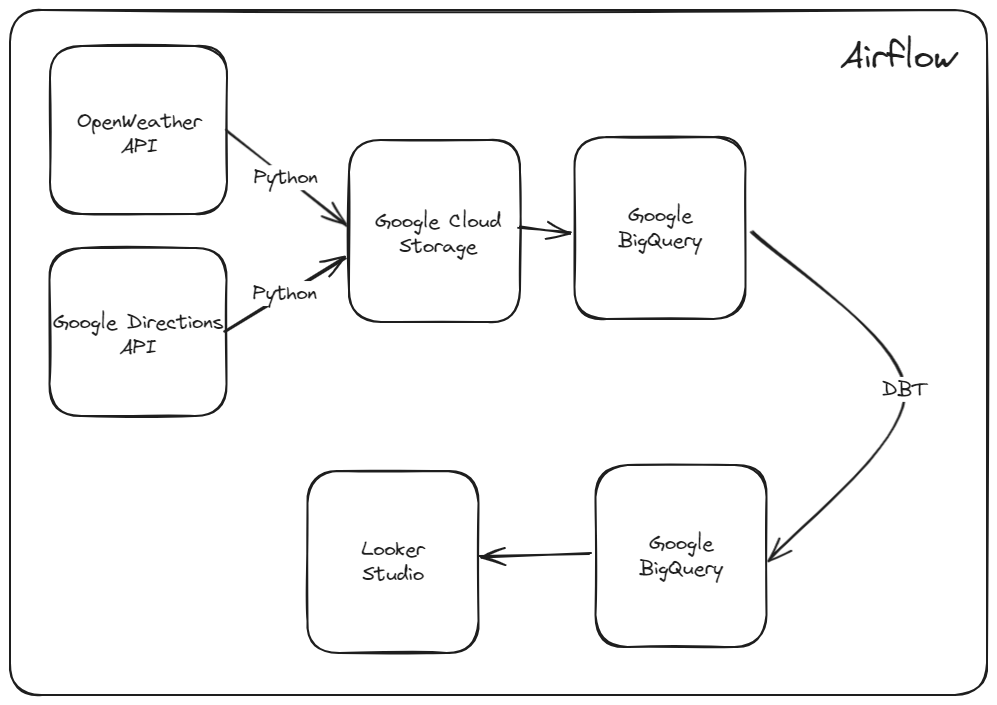 Airflow
OpenWeather
API
Python
Google Cloud
Storage
Google
BigQuery
Google Directions
API
Python
DBT
Looker
Studio
Google
BigQuery